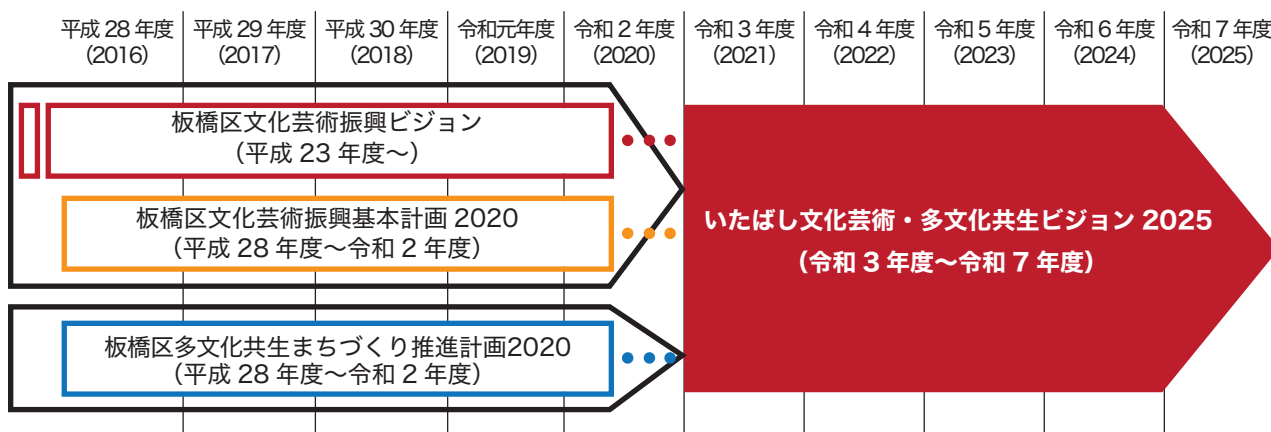 平成 28 年度 平成 29 年度 平成 30 年度 令和元年度 令和 2 年度 令和 3 年度 令和 4 年度 令和 5 年度 令和 6 年度 令和 7 年度
(2016) (2017) (2018) (2019) (2020) (2021) (2022) (2023) (2024) (2025)
板橋区文化芸術振興ビジョン
（平成 23 年度〜）
板橋区文化芸術振興基本計画 2020
（平成 28 年度〜令和 2 年度）
板橋区多文化共生まちづくり推進計画2020
（平成 28 年度〜令和 2 年度）
いたばし文化芸術・多文化共生ビジョン 2025
（令和 3 年度〜令和 7 年度）